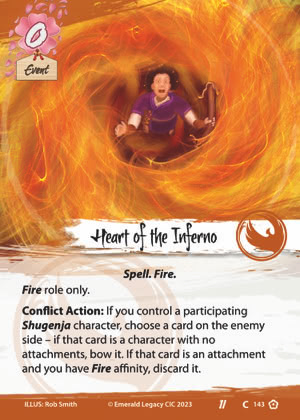 0
Event
Heart of the Inferno
Spell. Fire.
Fire role only.
Conflict Action: If you control a participating
Shugenja character, choose a card on the enemy
side – if that card is a character with no
attachments, bow it. If that card is an attachment
and you have Fire affinity, discard it.
ILLUS: Rob Smith © Emerald Legacy CIC 2023 C 143